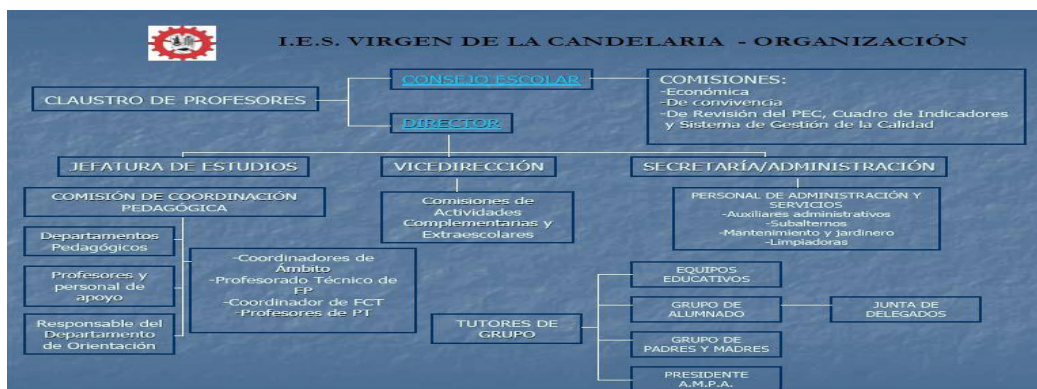 I.E.S. VIRGEN DE LA CANDELARIA - ORGANIZACIÓN
CONSEJO ESCOLAR
CLAUSTRO DE PROFESORES
DIRECTOR
COMISIONES:
-Económica
-De convivencia
-De Revisión del PEC, Cuadro de Indicadores
y Sistema de Gestión de la Calidad
JEFATURA DE ESTUDIOS
VICEDIRECCIÓN
SECRETARÍA/ADMINISTRACIÓN
COMISIÓN DE COORDINACIÓN
PEDAGÓGICA
Departamentos
Pedagógicos
Profesores y
personal de
apoyo
Responsable del
Departamento
de Orientación
-Coordinadores de
Ámbito
-Profesorado Técnico de
FP
-Coordinador de FCT
-Profesores de PT
Comisiones de
Actividades
Complementarias y
Extraescolares
PERSONAL DE ADMINISTRACIÓN Y
SERVICIOS
-Auxiliares administrativos
-Subalternos
-Mantenimiento y jardinero
-Limpiadoras
TUTORES DE
GRUPO
EQUIPOS
EDUCATIVOS
GRUPO DE
ALUMNADO
JUNTA DE
DELEGADOS
GRUPO DE
PADRES Y MADRES
PRESIDENTE
A.M.P.A.